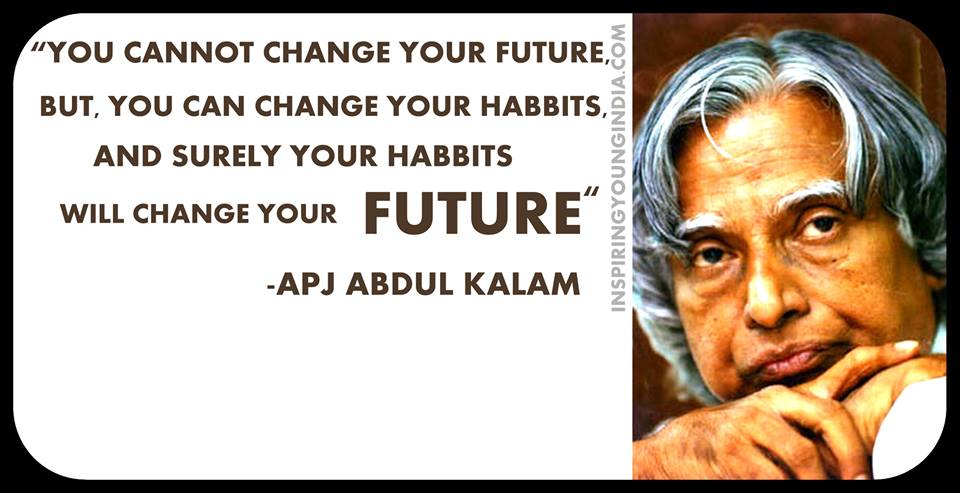 “YOU CANNOT CHANGE YOUR FUTURE,
BUT, YOU CAN CHANGE YOUR HABBITS,
AND SURELY YOUR HABBITS
WILL CHANGE YOUR FUTURE“
-APJ ABDUL KALAM
INSPIRINGYOUNGINDIA.COM